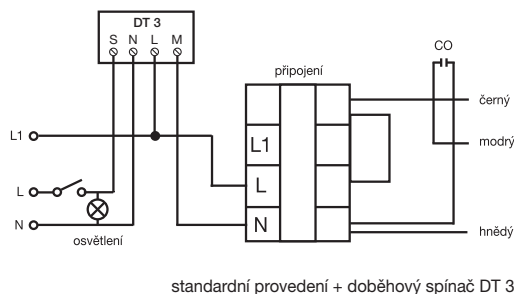 DT 3
S N L M
CO
připojení
černý
L1
L1
modrý
L
L
N
N
osvětlení
hnědý
standardní provedení + doběhový spínač DT 3